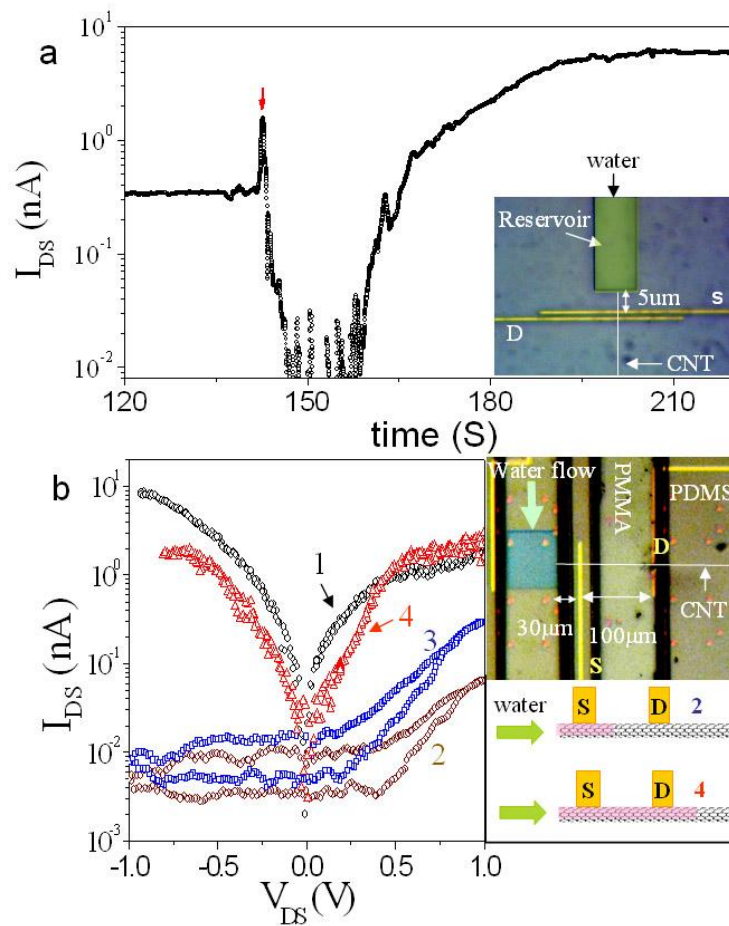 a
10^1
10^0
10^-1
10^-2
I_DS (nA)
120
150
180
210
time (S)
water
Reservoir
5um
s
D
CNT
b
10^1
10^0
10^-1
10^-2
10^-3
I_DS (nA)
-1.0
-0.5
0.0
0.5
1.0
V_DS (V)
1
4
3
2
Water flow
PMMA
PDMS
D
CNT
30μm
100μm
S
water
S
D
2
water
S
D
4